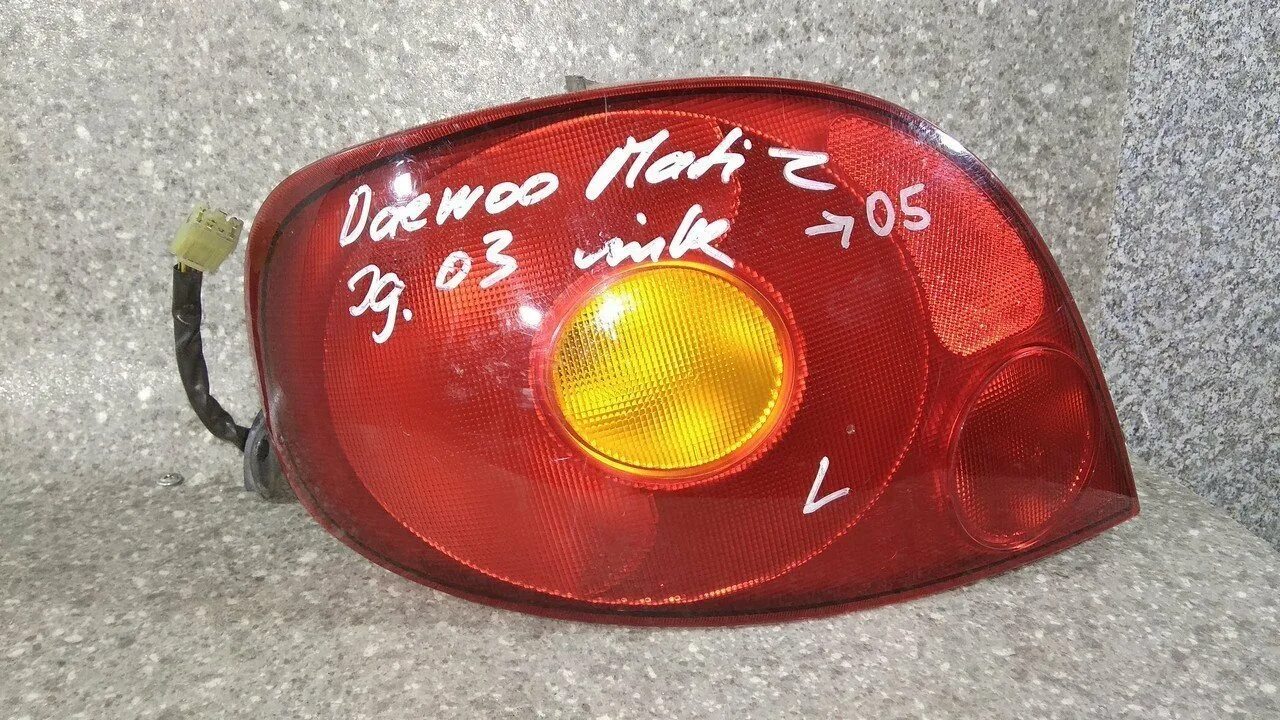 Daewoo Matiz
Jg. 03 →05
L